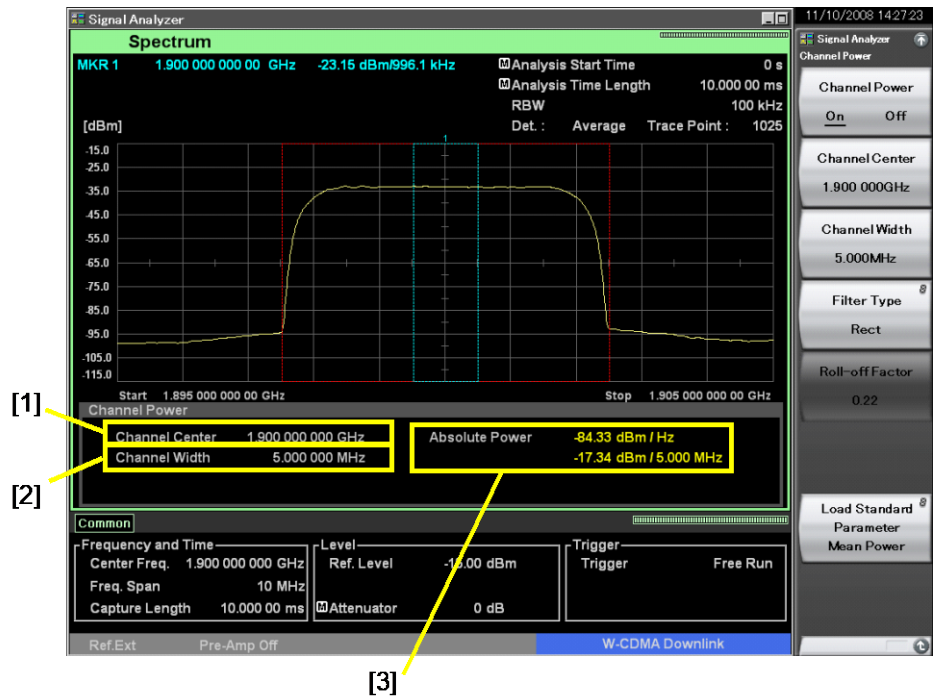 Signal Analyzer
Spectrum
MKR 1 1.900 000 000 00 GHz -23.15 dBm/996.1 kHz
M Analysis Start Time 0 s
M Analysis Time Length 10.000 00 ms
RBW 100 kHz
Det. : Average Trace Point : 1025
[dBm]
1
-15.0
-25.0
-35.0
-45.0
-55.0
-65.0
-75.0
-85.0
-95.0
-105.0
-115.0
Start 1.895 000 000 00 GHz Stop 1.905 000 000 00 GHz
Channel Power
[1]
Channel Center 1.900 000 000 GHz
[2]
Channel Width 5.000 000 MHz
Absolute Power -84.33 dBm / Hz
-17.34 dBm / 5.000 MHz
[3]
Common
Frequency and Time
Center Freq. 1.900 000 000 GHz
Freq. Span 10 MHz
Capture Length 10.000 00 ms
Level
Ref. Level .00 dBm
M Attenuator 0 dB
Trigger
Trigger Free Run
Ref.Ext Pre-Amp Off W-CDMA Downlink
11/10/2008 14:27:23
Signal Analyzer
Channel Power
Channel Power
On Off
Channel Center
1.900 000GHz
Channel Width
5.000MHz
Filter Type
Rect
Roll-off Factor
0.22
Load Standard
Parameter
Mean Power